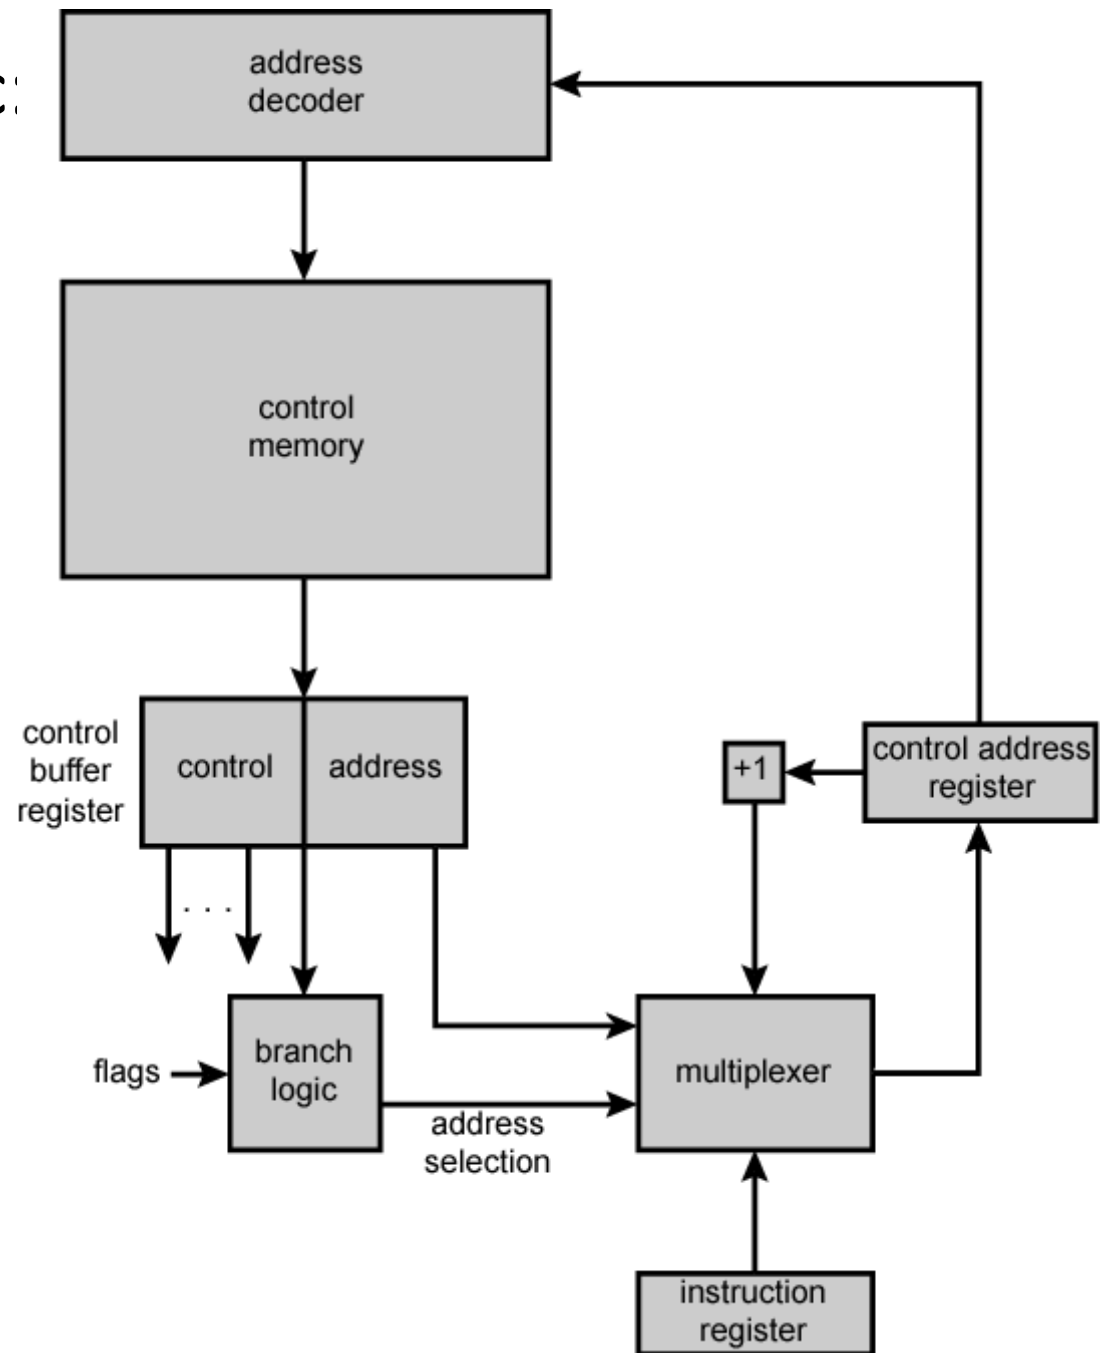 address
decoder
control
memory
control
buffer
register
control
address
+1
control address
register
. . .
flags
branch
logic
address
selection
multiplexer
instruction
register